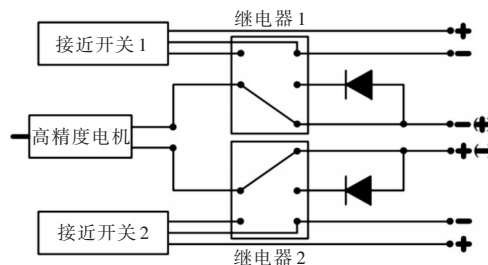 继电器1
接近开关1
+
−
高精度电机
−(+)
+(−)
接近开关2
−
+
继电器2